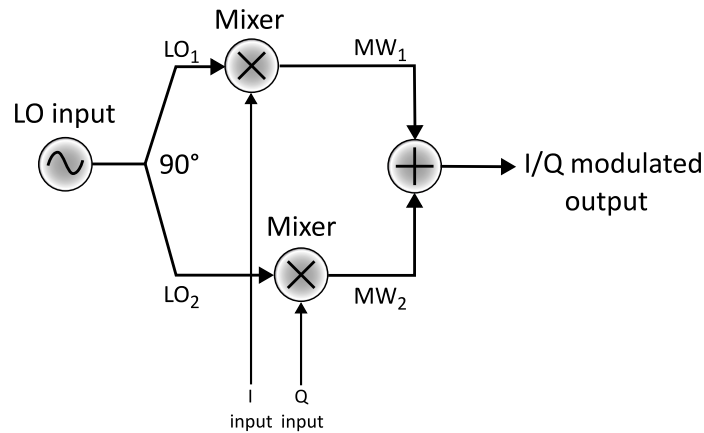 Mixer
LO₁
MW₁
LO input
90°
I/Q modulated
output
Mixer
LO₂
MW₂
I
input
Q
input